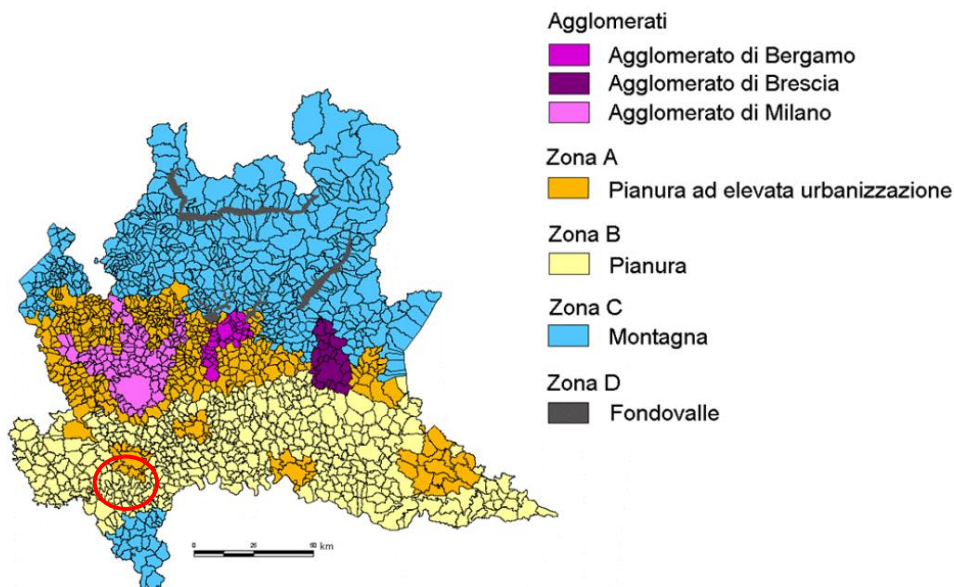 Agglomerati
Agglomerato di Bergamo
Agglomerato di Brescia
Agglomerato di Milano
Zona A
Pianura ad elevata urbanizzazione
Zona B
Pianura
Zona C
Montagna
Zona D
Fondovalle
0 25 50 km